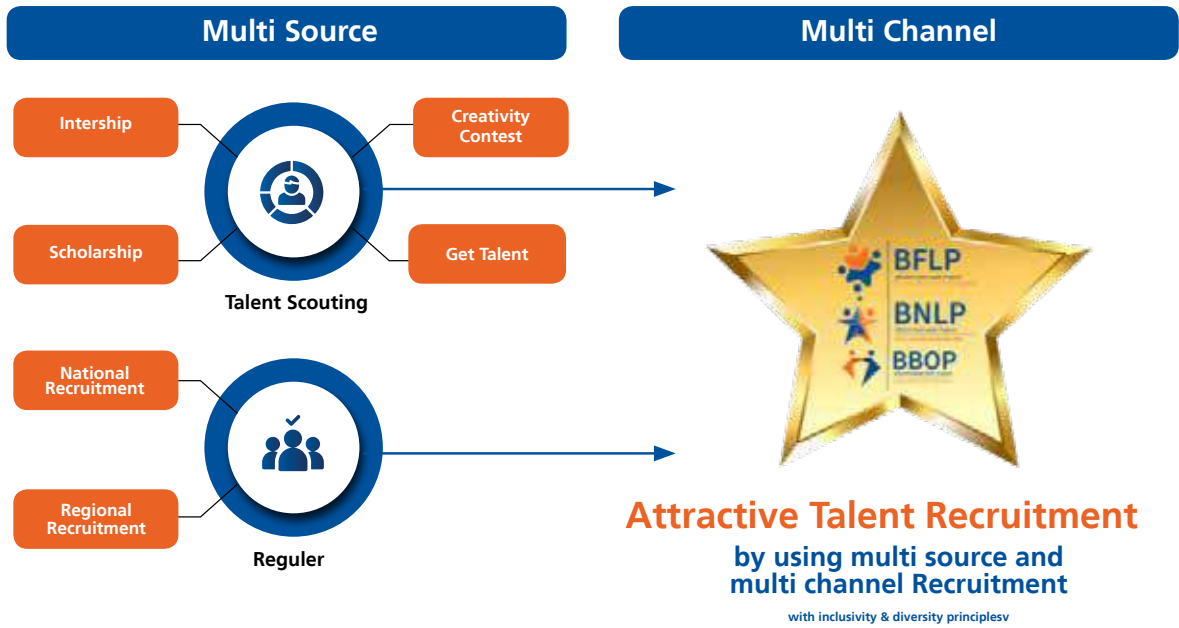 Multi Source
Multi Channel
Intership
Creativity
Contest
Scholarship
Get Talent
Talent Scouting
National
Recruitment
Regional
Recruitment
Reguler
BFLP
BNLP
BBOP
Attractive Talent Recruitment
by using multi source and
multi channel Recruitment
with inclusivity & diversity principlesv